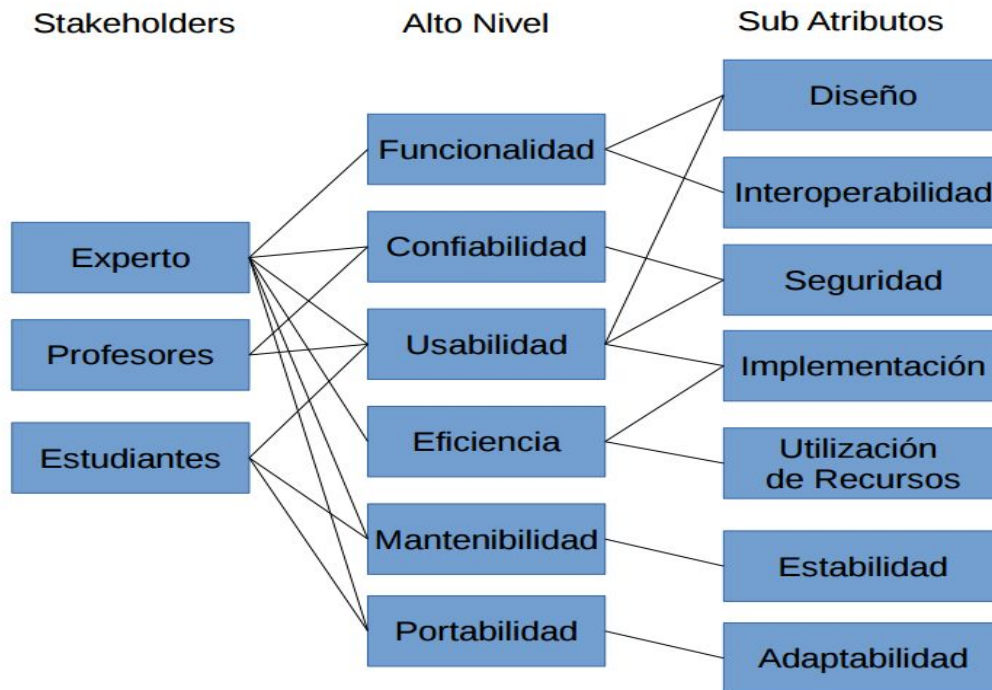 Stakeholders
Alto Nivel
Sub Atributos
Experto
Profesores
Estudiantes
Funcionalidad
Confiabilidad
Usabilidad
Eficiencia
Mantenibilidad
Portabilidad
Diseño
Interoperabilidad
Seguridad
Implementación
Utilización
de Recursos
Estabilidad
Adaptabilidad